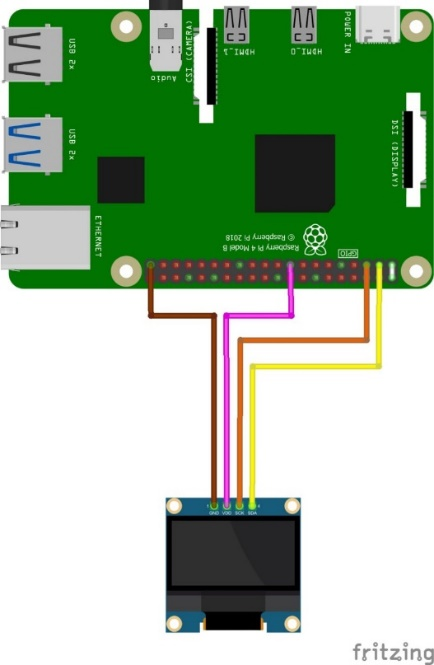 POWER IN
HDMI_0
HDMI_1
CSI (CAMERA)
Audio
USB 2x
USB 2x
DSI (DISPLAY)
ETHERNET
© Raspberry Pi 2018
Raspberry Pi 4 Model B
GPIO
GND VDD SCK SDA
fritzing